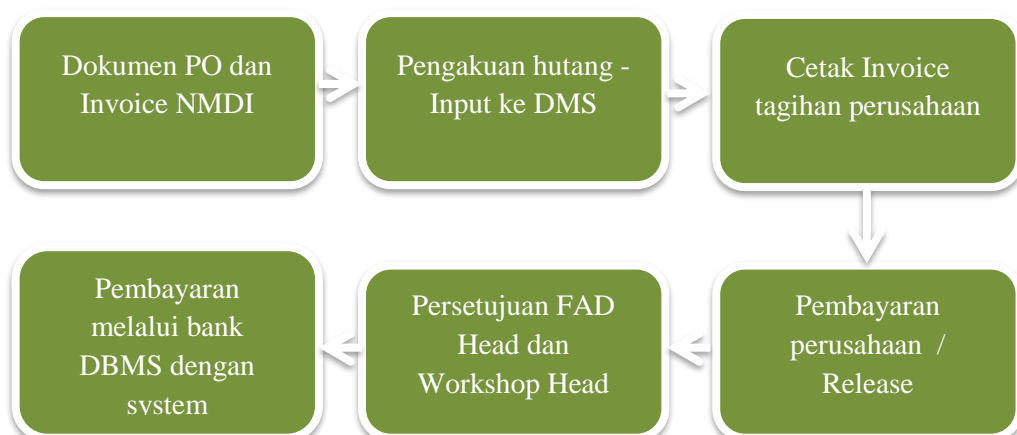 Dokumen PO dan
Invoice NMDI
Pengakuan hutang -
Input ke DMS
Cetak Invoice
tagihan perusahaan
Pembayaran
perusahaan /
Release
Persetujuan FAD
Head dan
Workshop Head
Pembayaran
melalui bank
DBMS dengan
system